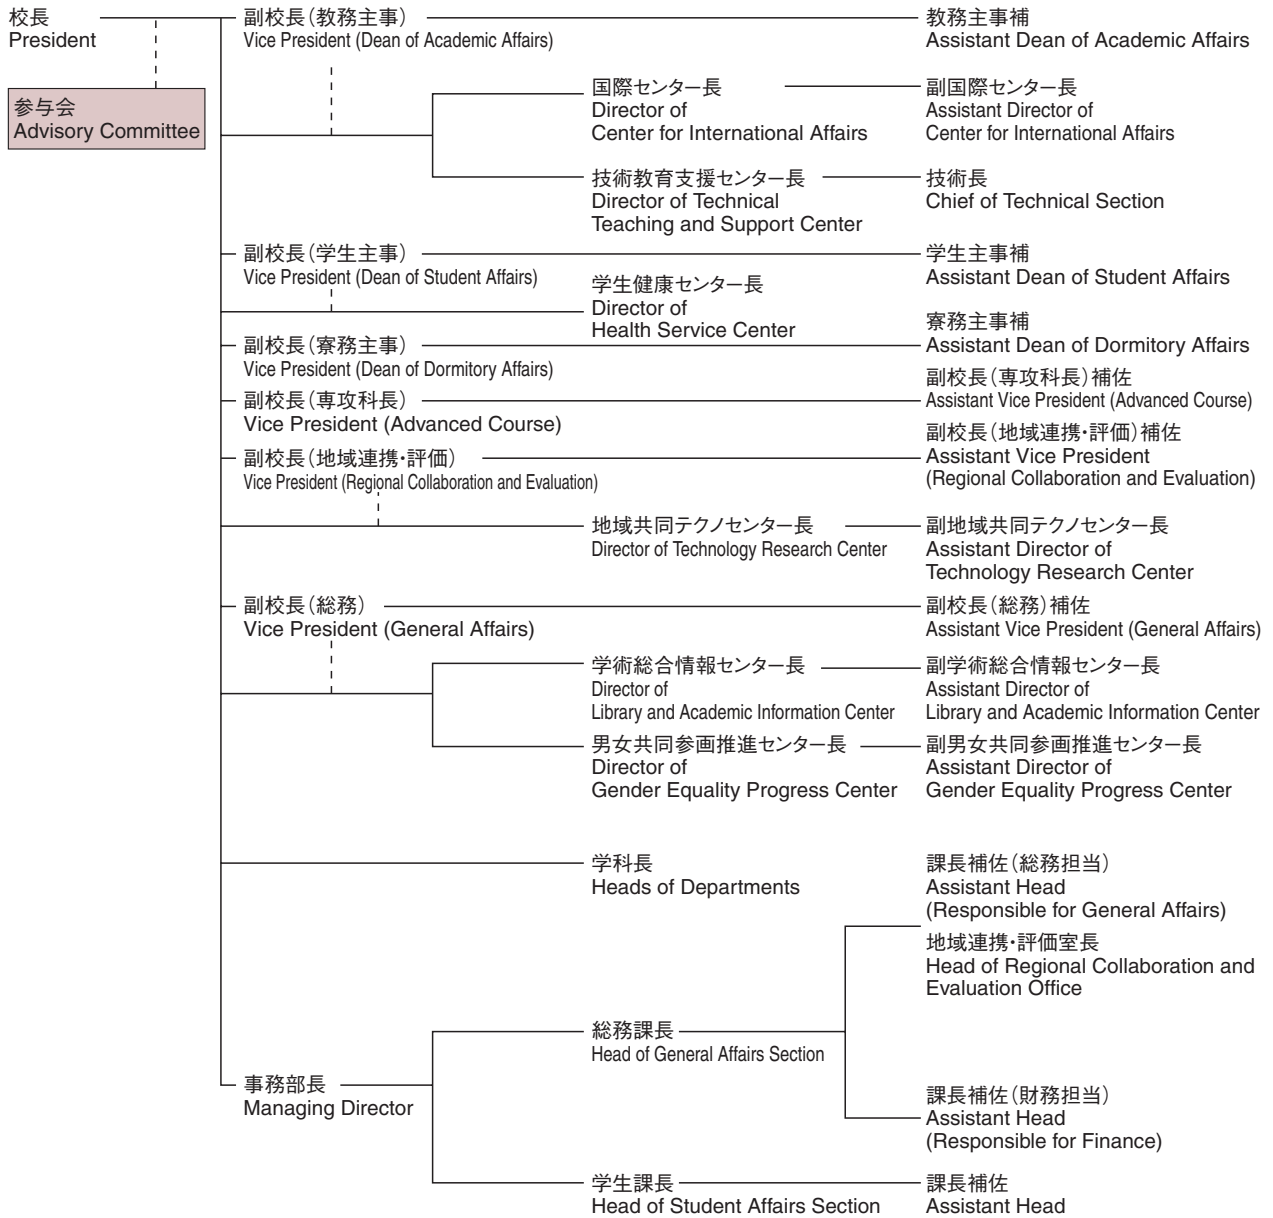 校長
President
参与会
Advisory Committee
副校長（教務主事）
Vice President (Dean of Academic Affairs)
教務主事補
Assistant Dean of Academic Affairs
国際センター長
Director of
Center for International Affairs
副国際センター長
Assistant Director of
Center for International Affairs
技術教育支援センター長
Director of Technical
Teaching and Support Center
技術長
Chief of Technical Section
副校長（学生主事）
Vice President (Dean of Student Affairs)
学生主事補
Assistant Dean of Student Affairs
学生健康センター長
Director of
Health Service Center
副校長（寮務主事）
Vice President (Dean of Dormitory Affairs)
寮務主事補
Assistant Dean of Dormitory Affairs
副校長（専攻科長）
Vice President (Advanced Course)
副校長（専攻科長）補佐
Assistant Vice President (Advanced Course)
副校長（地域連携・評価）
Vice President (Regional Collaboration and Evaluation)
副校長（地域連携・評価）補佐
Assistant Vice President
(Regional Collaboration and Evaluation)
地域共同テクノセンター長
Director of Technology Research Center
副地域共同テクノセンター長
Assistant Director of
Technology Research Center
副校長（総務）
Vice President (General Affairs)
副校長（総務）補佐
Assistant Vice President (General Affairs)
学術総合情報センター長
Director of
Library and Academic Information Center
副学術総合情報センター長
Assistant Director of
Library and Academic Information Center
男女共同参画推進センター長
Director of
Gender Equality Progress Center
副男女共同参画推進センター長
Assistant Director of
Gender Equality Progress Center
学科長
Heads of Departments
事務部長
Managing Director
総務課長
Head of General Affairs Section
課長補佐（総務担当）
Assistant Head
(Responsible for General Affairs)
地域連携・評価室長
Head of Regional Collaboration and
Evaluation Office
課長補佐（財務担当）
Assistant Head
(Responsible for Finance)
学生課長
Head of Student Affairs Section
課長補佐
Assistant Head